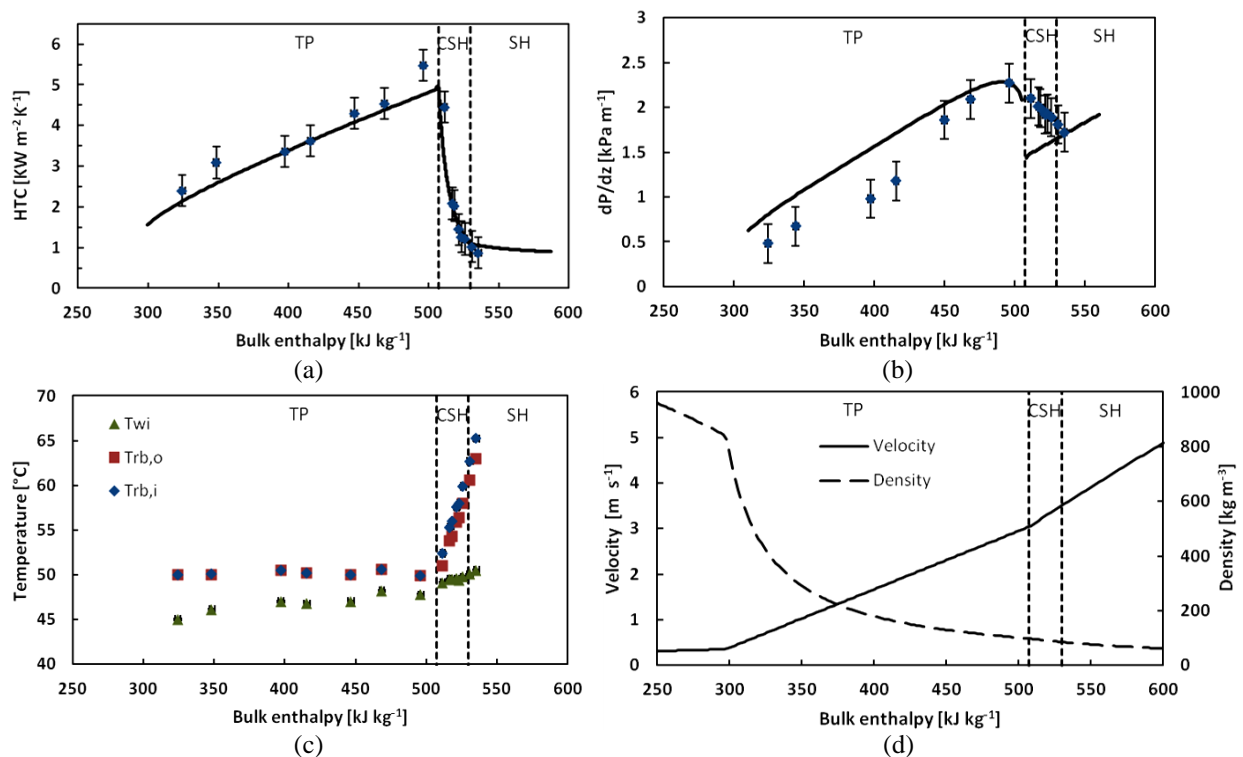 TP CSH SH
HTC [KW m⁻² K⁻¹]
6
5
4
3
2
1
0
250 300 350 400 450 500 550 600
Bulk enthalpy [kJ kg⁻¹]
(a)
TP CSH SH
dP/dz [kPa m⁻¹]
3
2.5
2
1.5
1
0.5
0
250 300 350 400 450 500 550 600
Bulk enthalpy [kJ kg⁻¹]
(b)
TP CSH SH
Twi
Trb,o
Trb,i
Temperature [°C]
70
65
60
55
50
45
40
250 300 350 400 450 500 550 600
Bulk enthalpy [kJ kg⁻¹]
(c)
TP CSH SH
Velocity
Density
Velocity [m s⁻¹]
6
5
4
3
2
1
0
Density [kg m⁻³]
1000
800
600
400
200
0
250 300 350 400 450 500 550 600
Bulk enthalpy [kJ kg⁻¹]
(d)